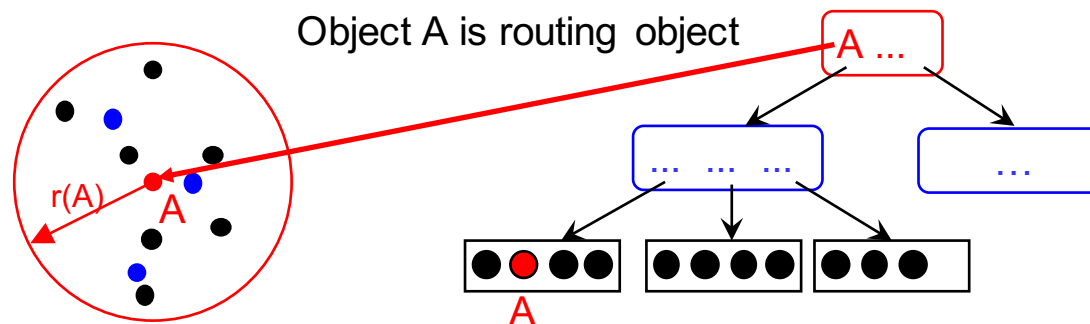 Object A is routing object
A ...
... ... ...
...
r(A)
A
A